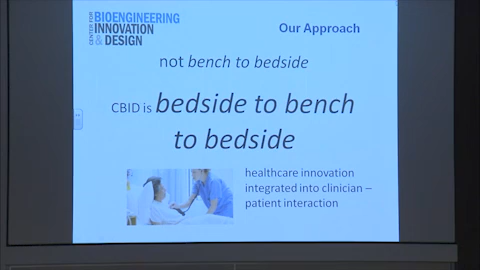 CENTER FOR
BIOENGINEERING
INNOVATION
& DESIGN
Our Approach
not bench to bedside
CBID is bedside to bench
to bedside
healthcare innovation
integrated into clinician –
patient interaction